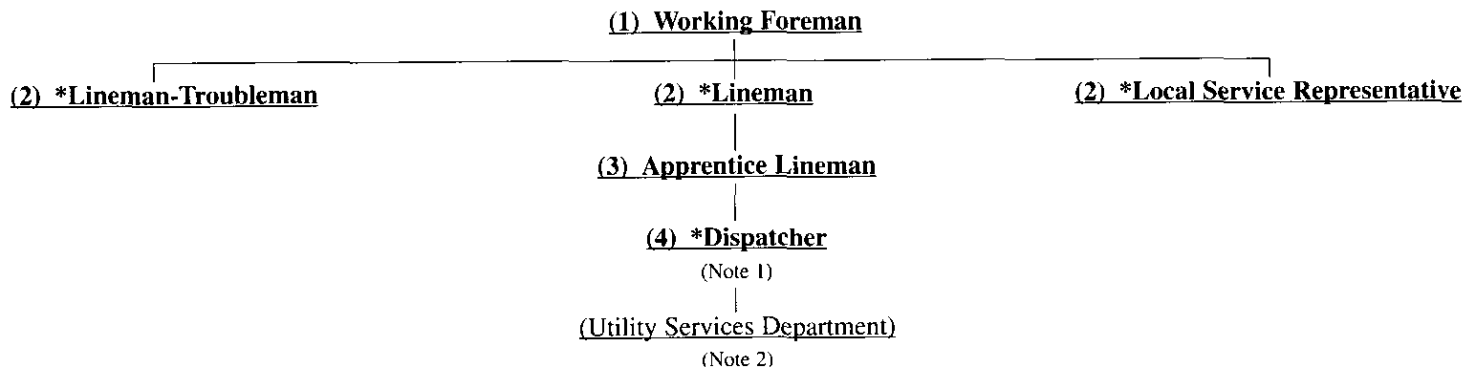 (1) Working Foreman
(2) *Lineman-Troubleman (2) *Lineman (2) *Local Service Representative
(3) Apprentice Lineman
(4) *Dispatcher
(Note 1)
(Utility Services Department)
(Note 2)